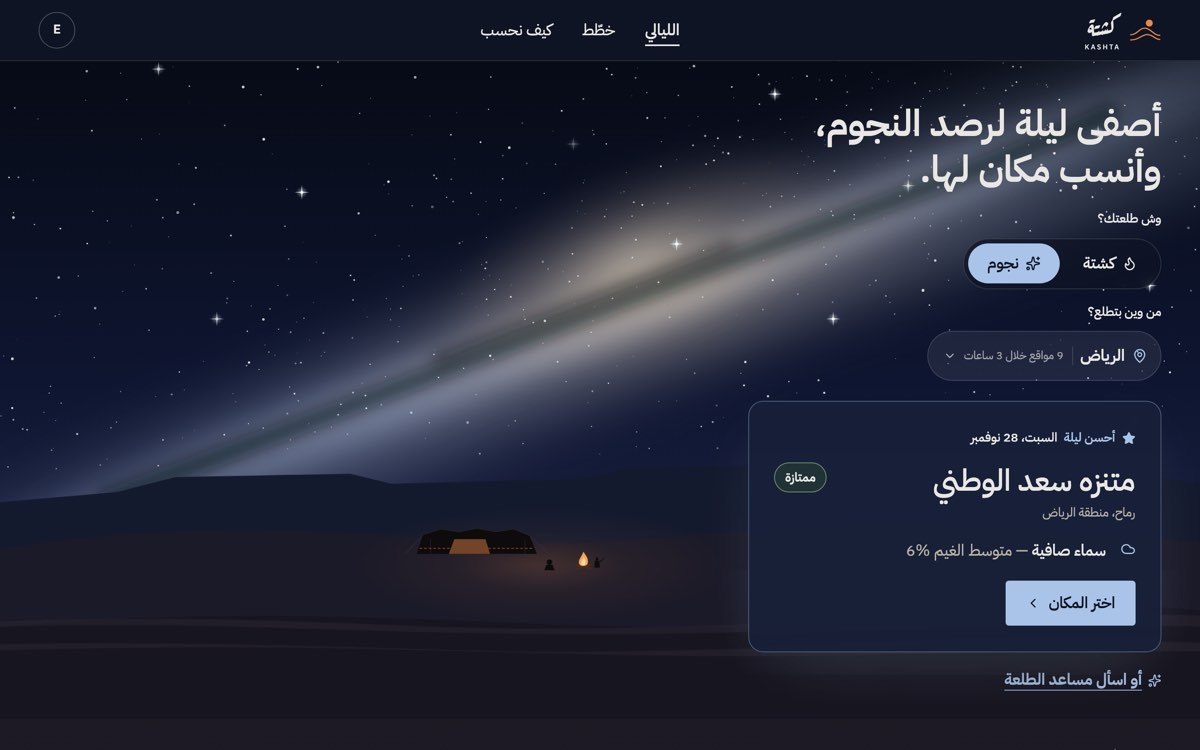 كشتة
KASHTA
الليالي
خطّط
كيف نحسب
E
أصفى ليلة لرصد النجوم،
وأنسب مكان لها.
وش طلعتك؟
كشتة
نجوم
من وين بتطلع؟
الرياض
9 مواقع خلال 3 ساعات
أحسن ليلة السبت، 28 نوفمبر
متنزه سعد الوطني
ممتازة
رماح، منطقة الرياض
سماء صافية — متوسط الغيم 6%
اختر المكان
أو اسأل مساعد الطلعة